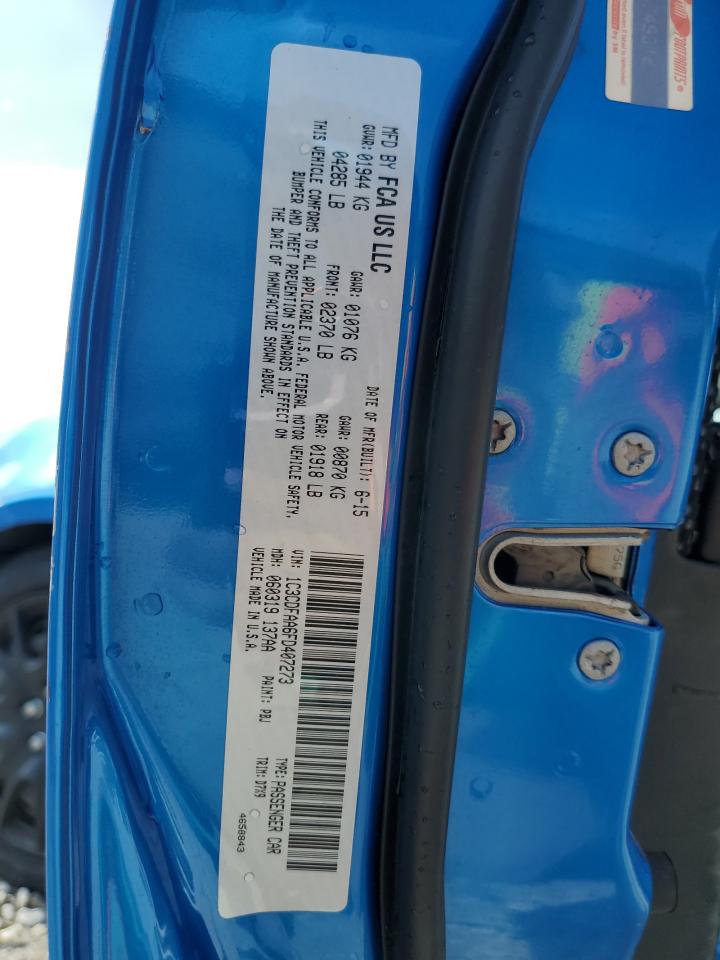 MFD BY FCA US LLC
DATE OF MFR(BUILT): 6-15
GVWR: 01944 KG
GAWR: 01076 KG
GAWR: 00870 KG
04285 LB
FRONT: 02370 LB
REAR: 01918 LB
THIS VEHICLE CONFORMS TO ALL APPLICABLE U.S.A. FEDERAL MOTOR VEHICLE SAFETY,
BUMPER AND THEFT PREVENTION STANDARDS IN EFFECT ON
THE DATE OF MANUFACTURE SHOWN ABOVE.
VIN: 1C3CDFAA6FD407273
TYPE: PASSENGER CAR
MDH: 060319 137AA
PAINT: PBJ
TRIM: D7X9
VEHICLE MADE IN U.S.A.
4658843